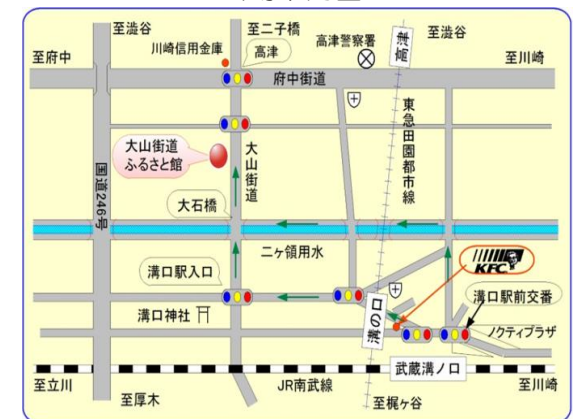 至澁谷
至二子橋
至澁谷
川崎信用金庫
高津
高津警察署
高津
至府中
至川崎
府中街道
東急田園都市線
大山街道
ふるさと館
大山街道
国道246号
大石橋
二ヶ領用水
KFC
溝口駅入口
溝口駅前交番
溝口神社
溝の口
ノクティプラザ
武蔵溝ノ口
至立川
JR南武線
至川崎
至厚木
至梶ヶ谷